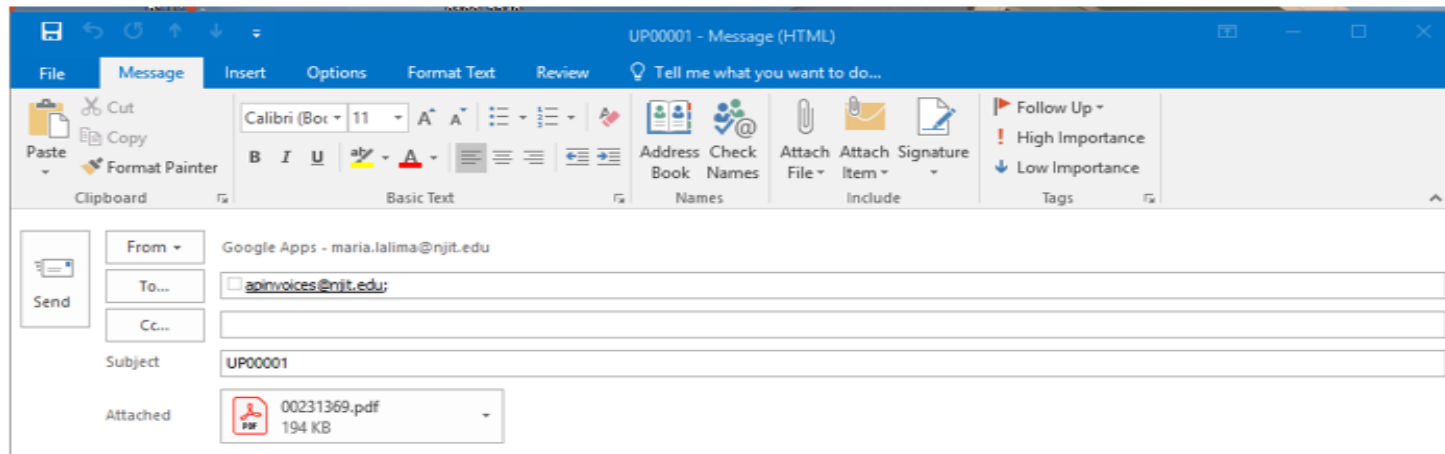 UP00001 - Message (HTML)
File Message Insert Options Format Text Review Tell me what you want to do...
Cut
Copy
Paste
Format Painter
Clipboard
Calibri (Boc 11 A A
B I U aby A
Basic Text
Address Book
Check Names
Names
Attach File
Attach Item
Signature
Include
Follow Up
High Importance
Low Importance
Tags
Send
From Google Apps - maria.lalima@njit.edu
To... apinvoices@njit.edu;
Cc...
Subject UP00001
Attached 00231369.pdf
PDF 194 KB